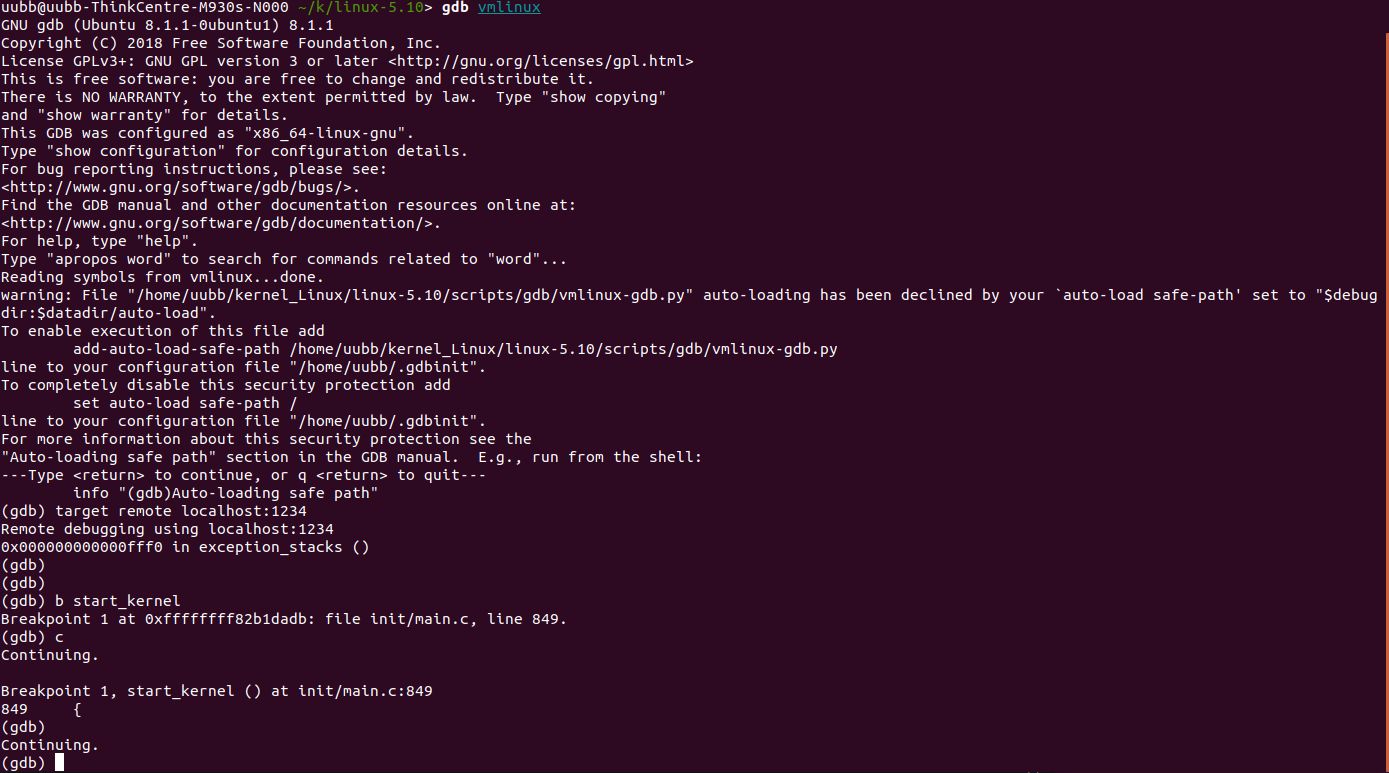 uubb@uubb-ThinkCentre-M930s-N000 ~/k/linux-5.10> gdb vmlinux
GNU gdb (Ubuntu 8.1.1-0ubuntu1) 8.1.1
Copyright (C) 2018 Free Software Foundation, Inc.
License GPLv3+: GNU GPL version 3 or later <http://gnu.org/licenses/gpl.html>
This is free software: you are free to change and redistribute it.
There is NO WARRANTY, to the extent permitted by law.  Type "show copying"
and "show warranty" for details.
This GDB was configured as "x86_64-linux-gnu".
Type "show configuration" for configuration details.
For bug reporting instructions, please see:
<http://www.gnu.org/software/gdb/bugs/>.
Find the GDB manual and other documentation resources online at:
<http://www.gnu.org/software/gdb/documentation/>.
For help, type "help".
Type "apropos word" to search for commands related to "word"...
Reading symbols from vmlinux...done.
warning: File "/home/uubb/kernel_Linux/linux-5.10/scripts/gdb/vmlinux-gdb.py" auto-loading has been declined by your `auto-load safe-path' set to "$debug
dir:$datadir/auto-load".
To enable execution of this file add
        add-auto-load-safe-path /home/uubb/kernel_Linux/linux-5.10/scripts/gdb/vmlinux-gdb.py
line to your configuration file "/home/uubb/.gdbinit".
To completely disable this security protection add
        set auto-load safe-path /
line to your configuration file "/home/uubb/.gdbinit".
For more information about this security protection see the
"Auto-loading safe path" section in the GDB manual.  E.g., run from the shell:
---Type <return> to continue, or q <return> to quit---
        info "(gdb)Auto-loading safe path"
(gdb) target remote localhost:1234
Remote debugging using localhost:1234
0x000000000000fff0 in exception_stacks ()
(gdb)
(gdb)
(gdb) b start_kernel
Breakpoint 1 at 0xffffffff82b1dadb: file init/main.c, line 849.
(gdb) c
Continuing.

Breakpoint 1, start_kernel () at init/main.c:849
849     {
(gdb)
Continuing.
(gdb)